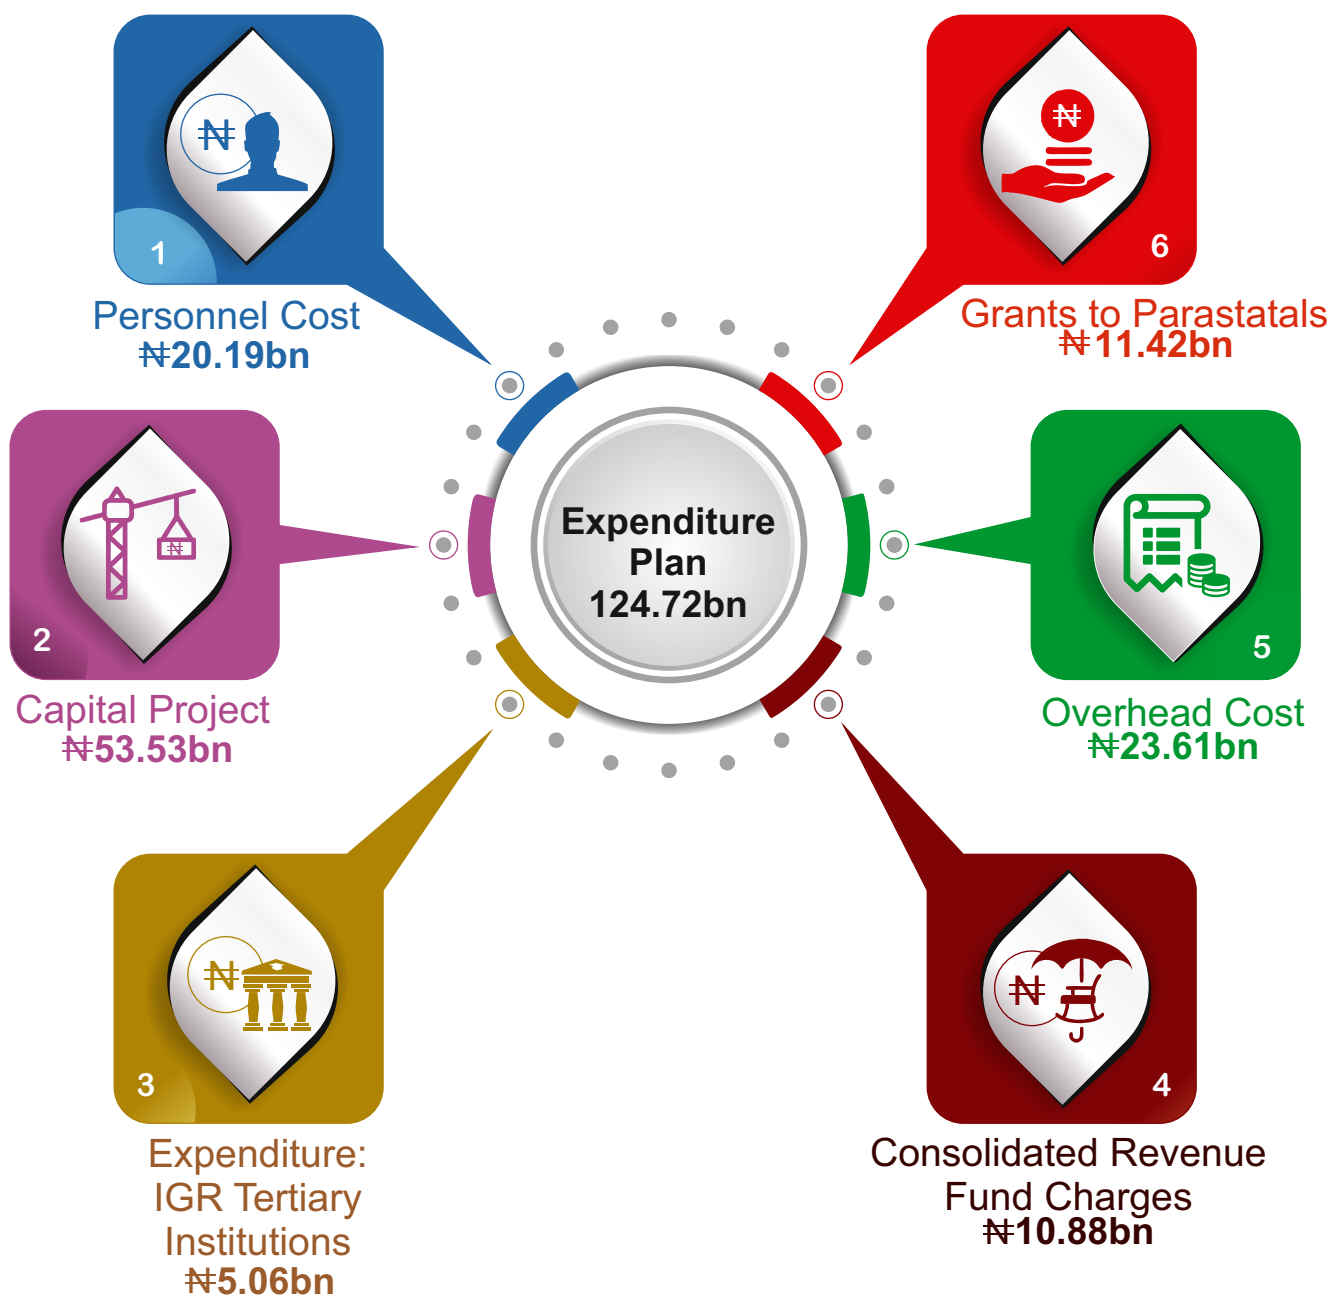 ₦
1
Personnel Cost
₦20.19bn
₦
2
Capital Project
₦53.53bn
₦
3
Expenditure:
IGR Tertiary
Institutions
₦5.06bn
Expenditure
Plan
124.72bn
₦
6
Grants to Parastatals
₦11.42bn
5
Overhead Cost
₦23.61bn
₦
4
Consolidated Revenue
Fund Charges
₦10.88bn